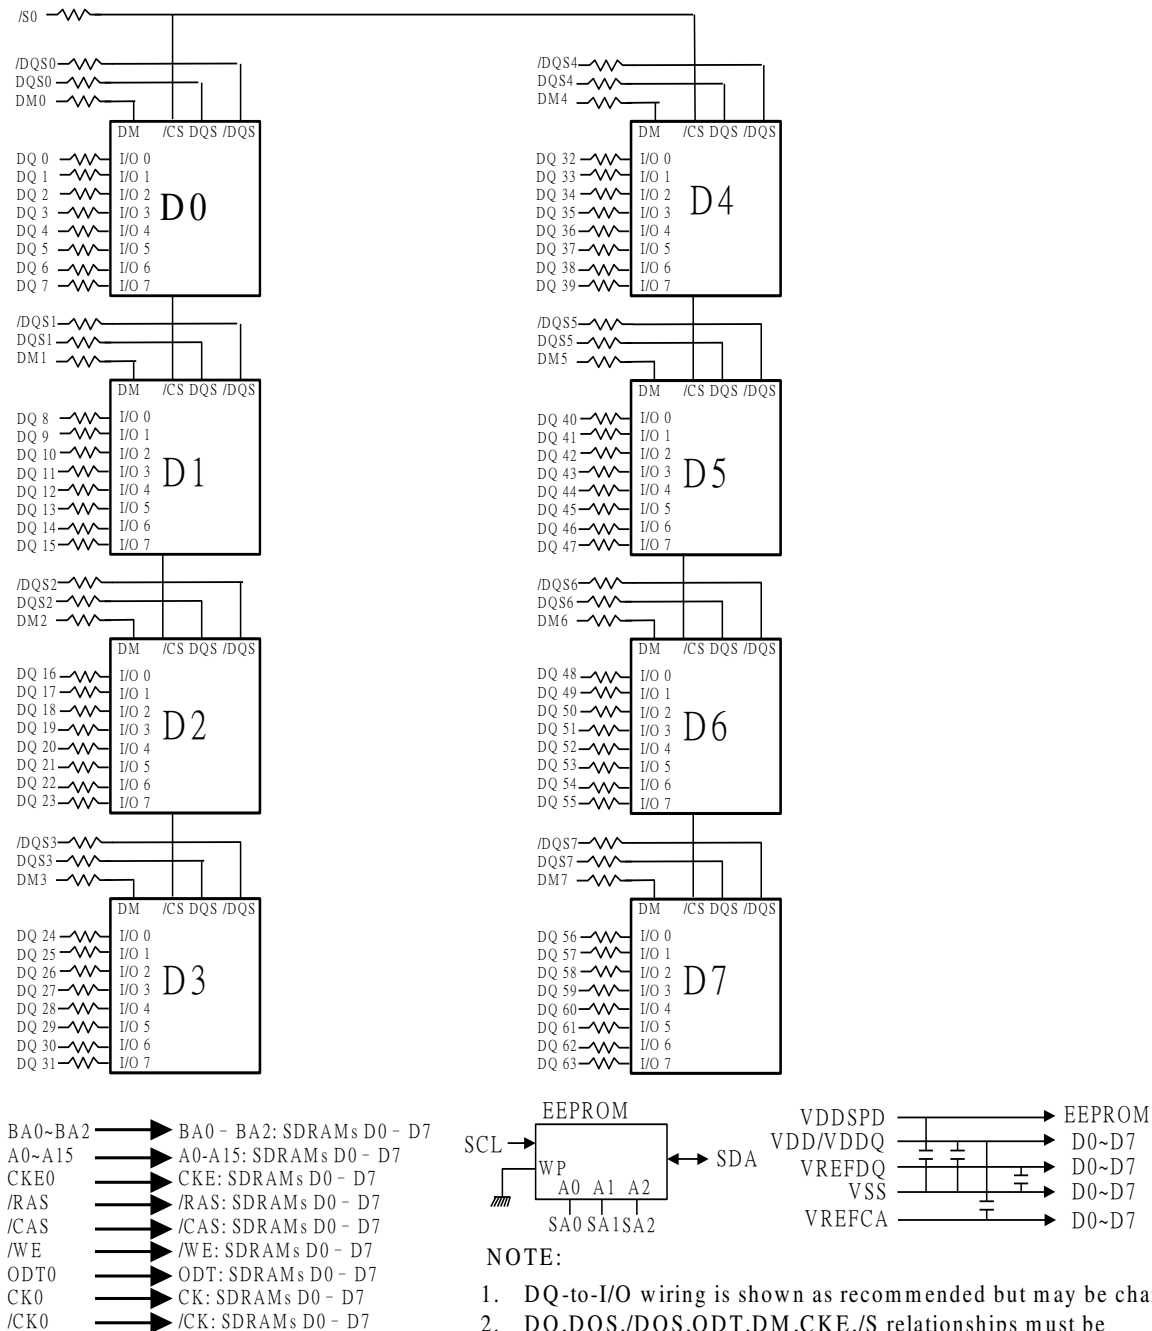 /S0
/DQS0
DQS0
DM0
DM /CS DQS /DQS
DQ 0 I/O 0
DQ 1 I/O 1
DQ 2 I/O 2
DQ 3 I/O 3
DQ 4 I/O 4
DQ 5 I/O 5
DQ 6 I/O 6
DQ 7 I/O 7
D0
/DQS1
DQS1
DM1
DM /CS DQS /DQS
DQ 8 I/O 0
DQ 9 I/O 1
DQ 10 I/O 2
DQ 11 I/O 3
DQ 12 I/O 4
DQ 13 I/O 5
DQ 14 I/O 6
DQ 15 I/O 7
D1
/DQS2
DQS2
DM2
DM /CS DQS /DQS
DQ 16 I/O 0
DQ 17 I/O 1
DQ 18 I/O 2
DQ 19 I/O 3
DQ 20 I/O 4
DQ 21 I/O 5
DQ 22 I/O 6
DQ 23 I/O 7
D2
/DQS3
DQS3
DM3
DM /CS DQS /DQS
DQ 24 I/O 0
DQ 25 I/O 1
DQ 26 I/O 2
DQ 27 I/O 3
DQ 28 I/O 4
DQ 29 I/O 5
DQ 30 I/O 6
DQ 31 I/O 7
D3
/DQS4
DQS4
DM4
DM /CS DQS /DQS
DQ 32 I/O 0
DQ 33 I/O 1
DQ 34 I/O 2
DQ 35 I/O 3
DQ 36 I/O 4
DQ 37 I/O 5
DQ 38 I/O 6
DQ 39 I/O 7
D4
/DQS5
DQS5
DM5
DM /CS DQS /DQS
DQ 40 I/O 0
DQ 41 I/O 1
DQ 42 I/O 2
DQ 43 I/O 3
DQ 44 I/O 4
DQ 45 I/O 5
DQ 46 I/O 6
DQ 47 I/O 7
D5
/DQS6
DQS6
DM6
DM /CS DQS /DQS
DQ 48 I/O 0
DQ 49 I/O 1
DQ 50 I/O 2
DQ 51 I/O 3
DQ 52 I/O 4
DQ 53 I/O 5
DQ 54 I/O 6
DQ 55 I/O 7
D6
/DQS7
DQS7
DM7
DM /CS DQS /DQS
DQ 56 I/O 0
DQ 57 I/O 1
DQ 58 I/O 2
DQ 59 I/O 3
DQ 60 I/O 4
DQ 61 I/O 5
DQ 62 I/O 6
DQ 63 I/O 7
D7
BA0~BA2 BA0 - BA2: SDRAMs D0 - D7
A0~A15 A0-A15: SDRAMs D0 - D7
CKE0 CKE: SDRAMs D0 - D7
/RAS /RAS: SDRAMs D0 - D7
/CAS /CAS: SDRAMs D0 - D7
/WE /WE: SDRAMs D0 - D7
ODT0 ODT: SDRAMs D0 - D7
CK0 CK: SDRAMs D0 - D7
/CK0 /CK: SDRAMs D0 - D7
EEPROM
SCL SDA
WP
A0 A1 A2
SA0 SA1 SA2
VDDSPD EEPROM
VDD/VDDQ D0~D7
VREFDQ D0~D7
VSS D0~D7
VREFCA D0~D7
NOTE:
1. DQ-to-I/O wiring is shown as recommended but may be cha
2. DQ,DQS,/DQS,ODT,DM,CKE,/S relationships must be